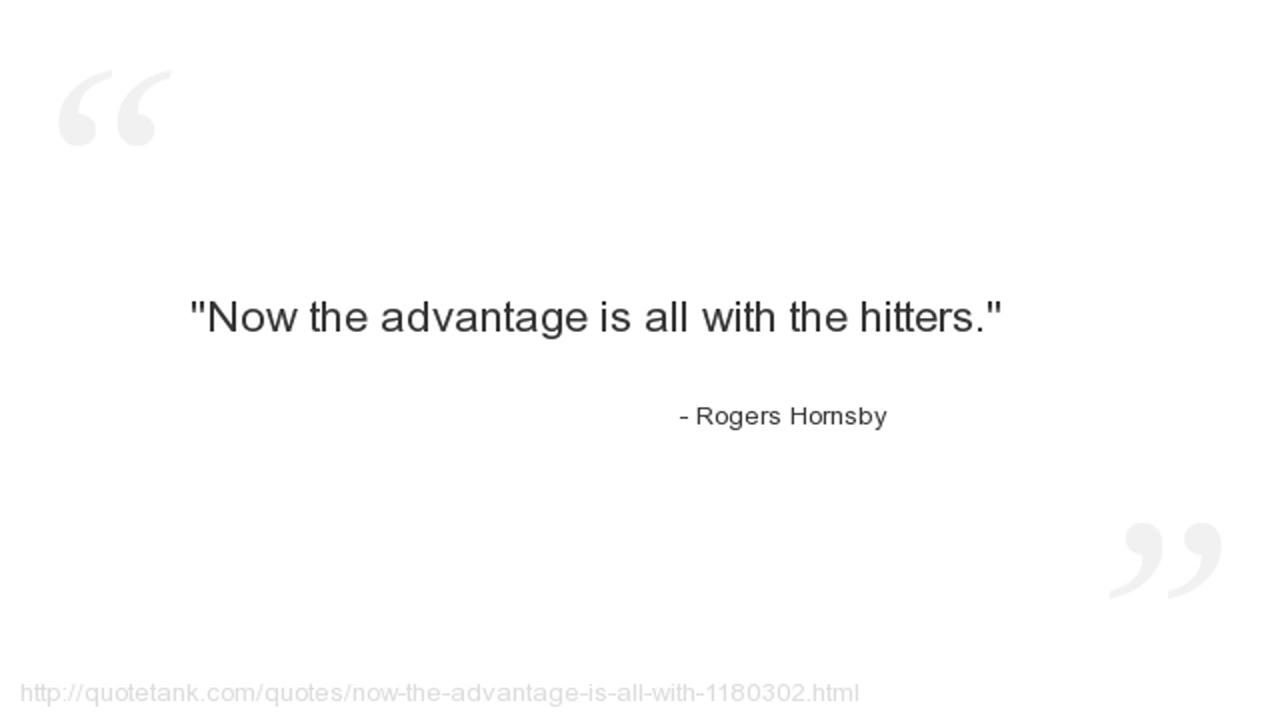 "Now the advantage is all with the hitters."
- Rogers Hornsby
http://quotetank.com/quotes/now-the-advantage-is-all-with-1180302.html